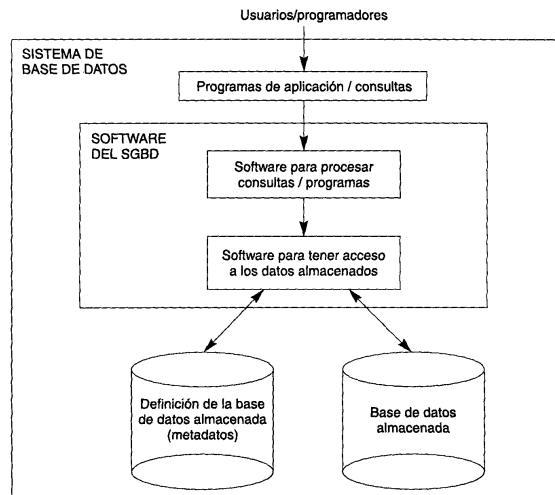 Usuarios/programadores
SISTEMA DE
BASE DE DATOS
Programas de aplicación / consultas
SOFTWARE
DEL SGBD
Software para procesar
consultas / programas
Software para tener acceso
a los datos almacenados
Definición de la base
de datos almacenada
(metadatos)
Base de datos
almacenada